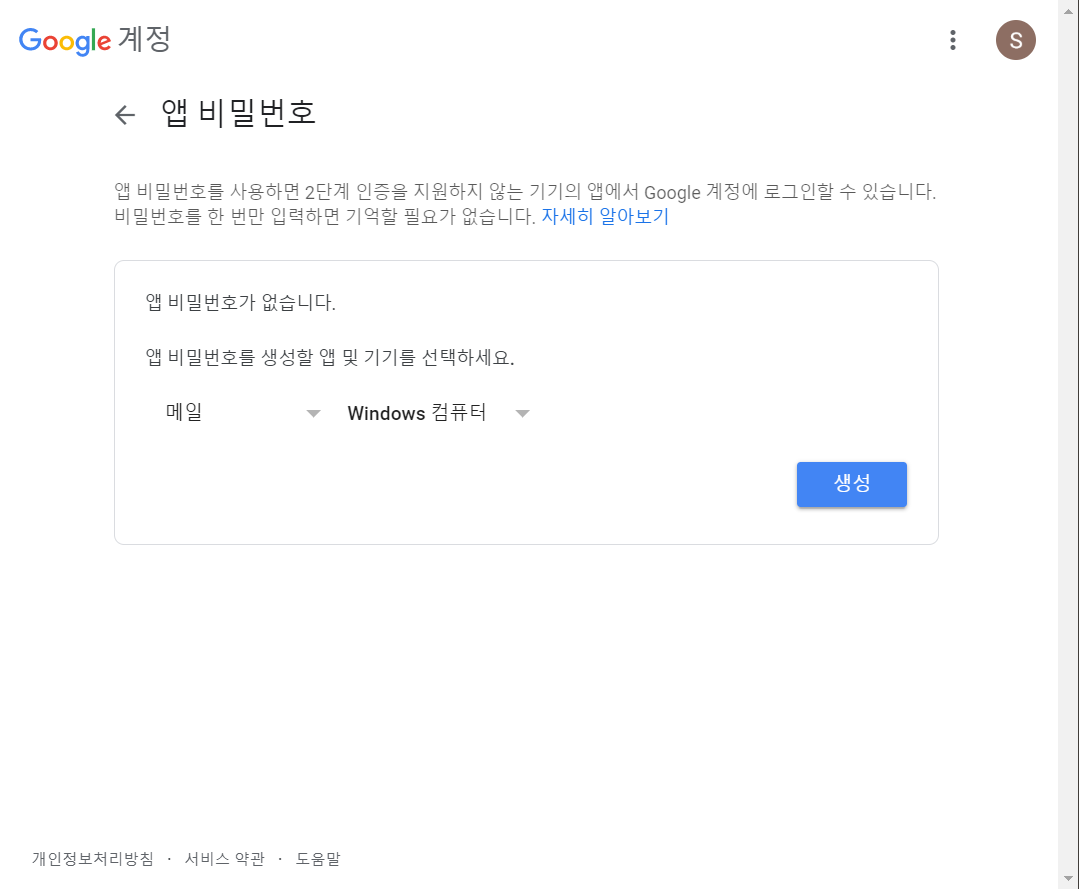 Google 계정
S
앱 비밀번호
앱 비밀번호를 사용하면 2단계 인증을 지원하지 않는 기기의 앱에서 Google 계정에 로그인할 수 있습니다.
비밀번호를 한 번만 입력하면 기억할 필요가 없습니다. 자세히 알아보기
앱 비밀번호가 없습니다.
앱 비밀번호를 생성할 앱 및 기기를 선택하세요.
메일 Windows 컴퓨터
생성
개인정보처리방침 · 서비스 약관 · 도움말